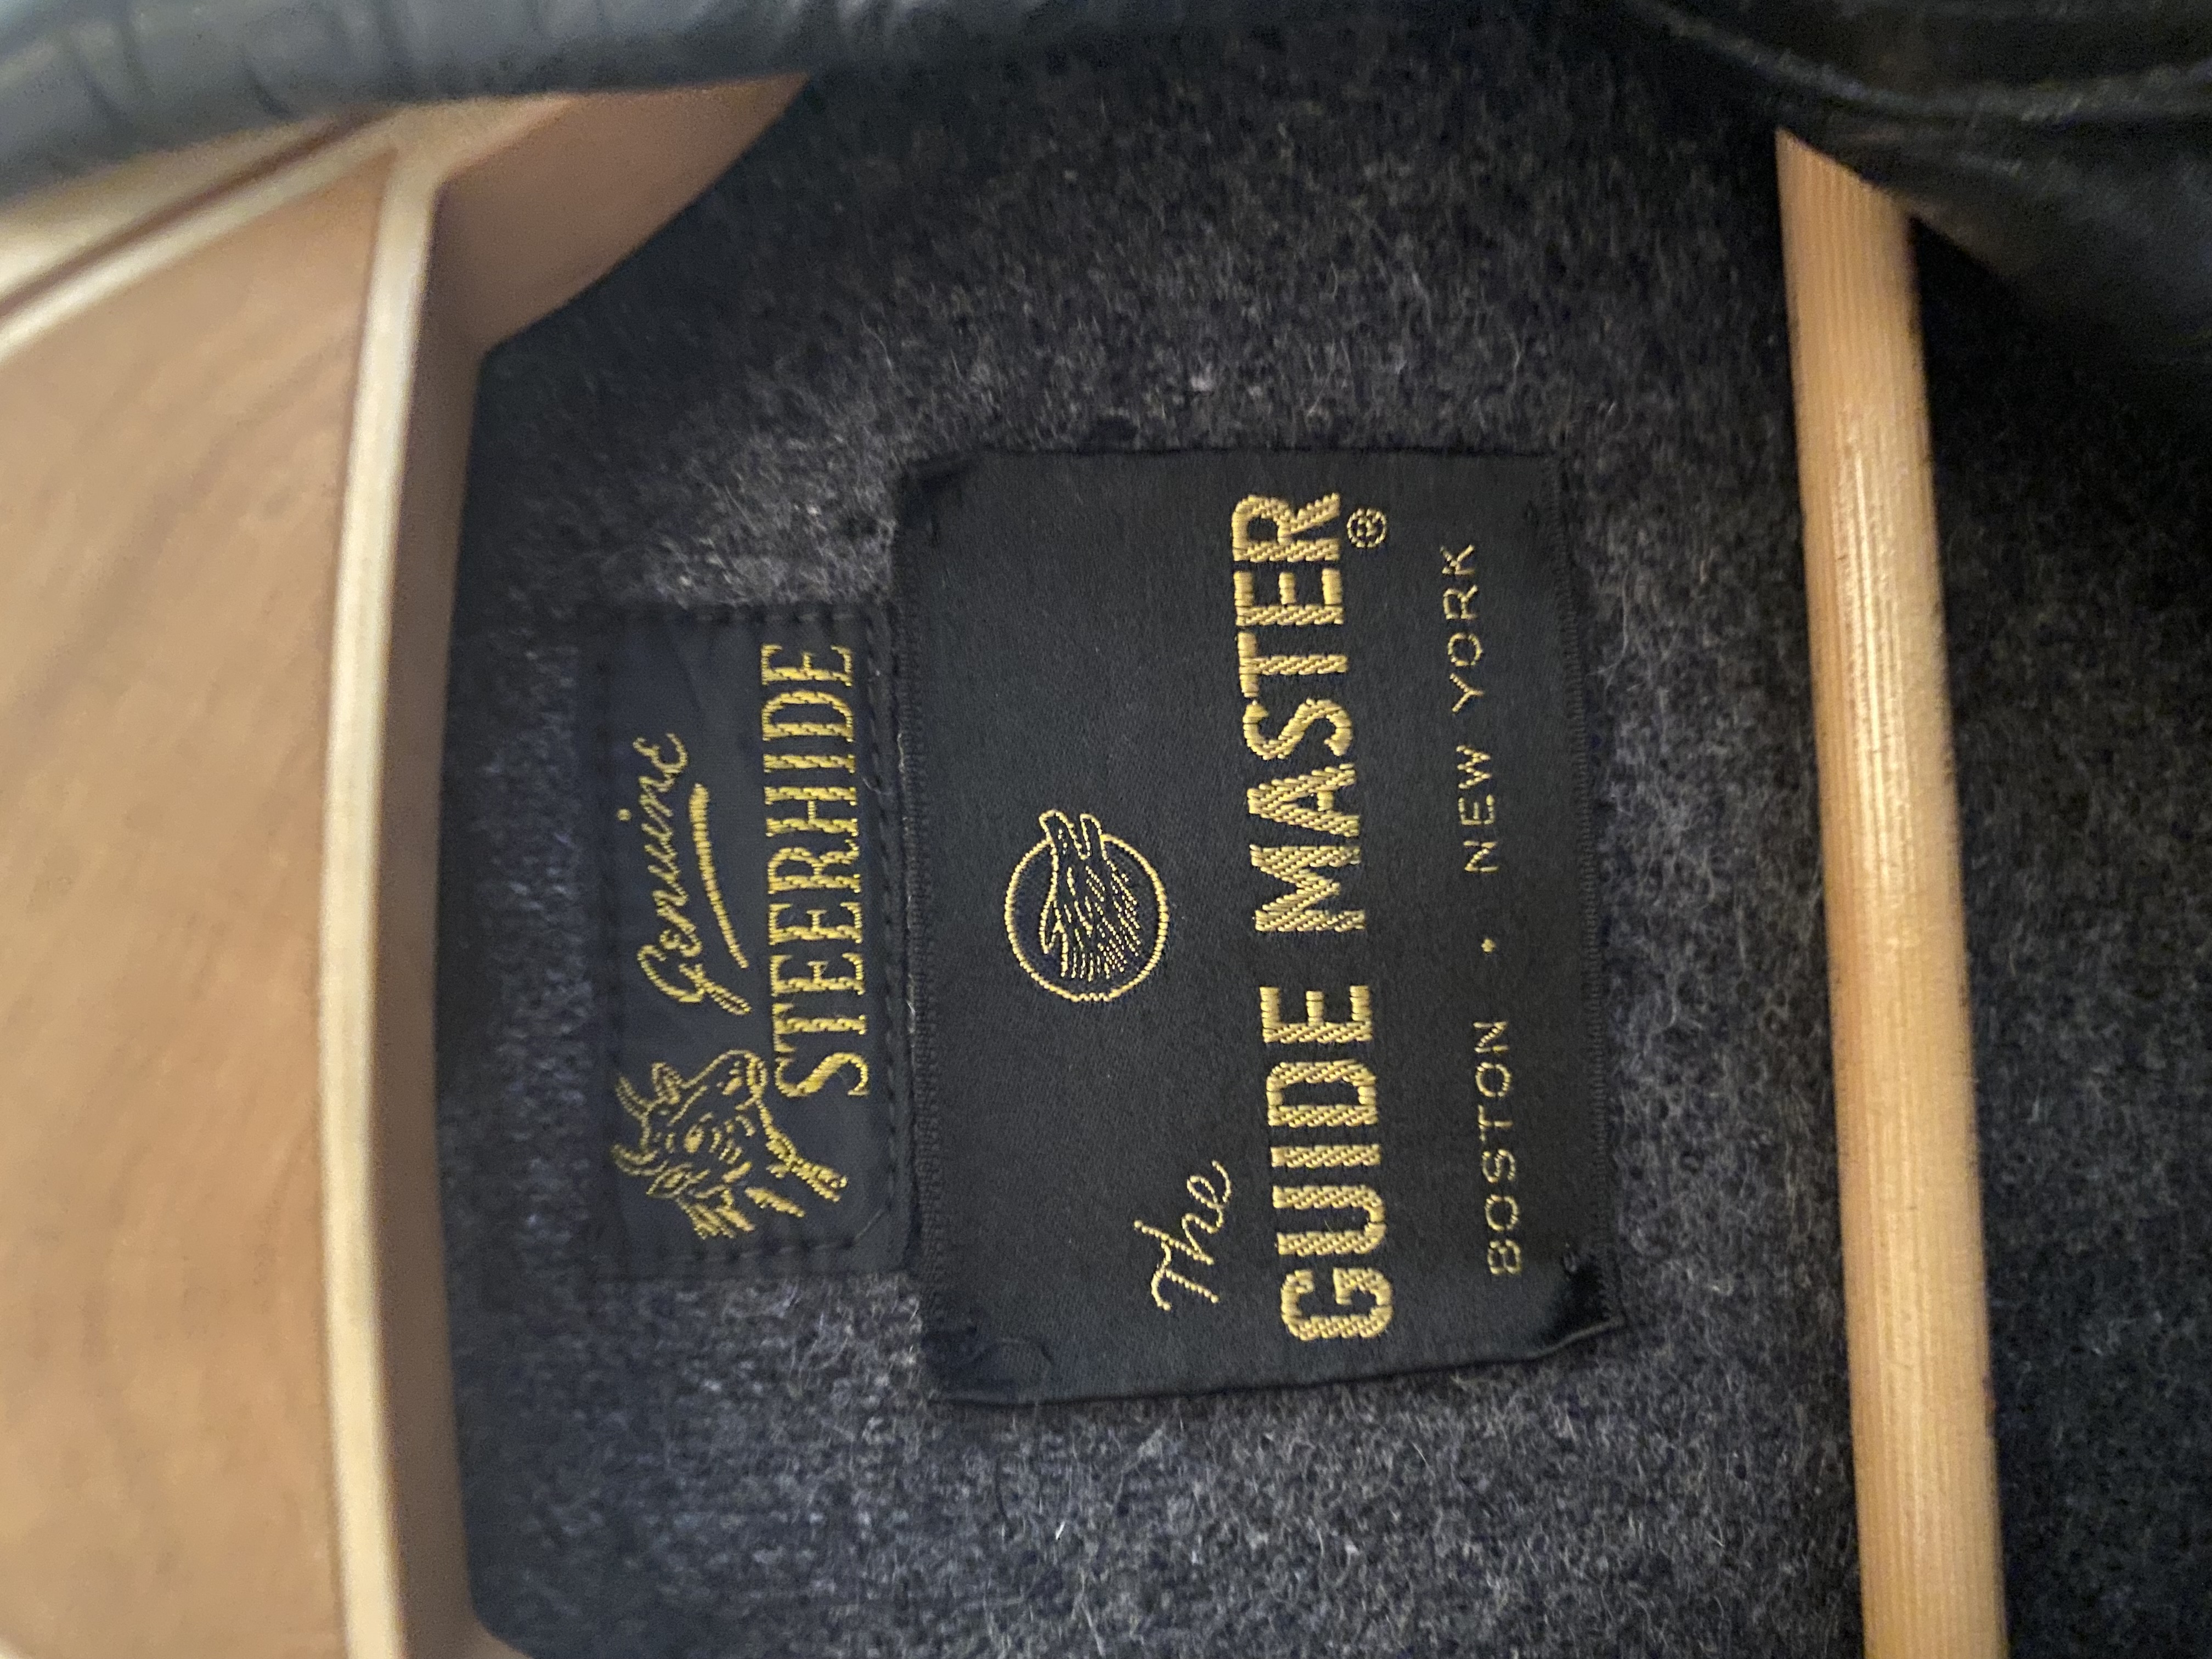 Genuine
STEERHIDE
The
GUIDE MASTER®
BOSTON • NEW YORK